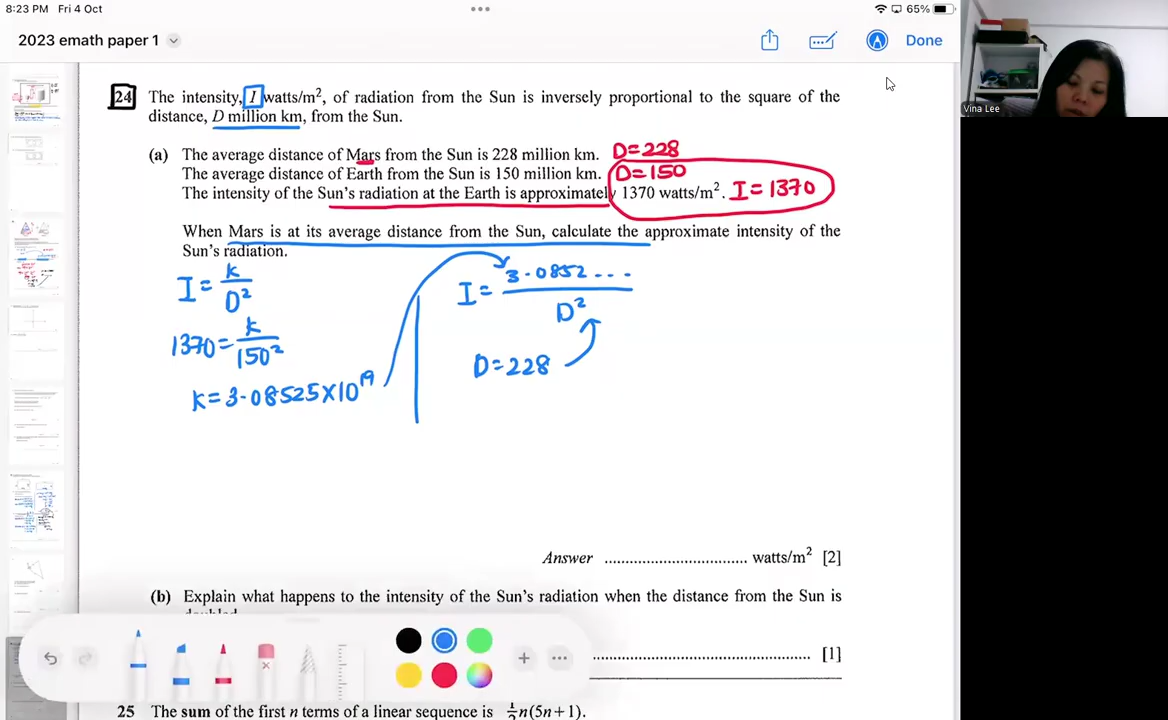 8:23 PM Fri 4 Oct
65%
2023 emath paper 1
Done
Vina Lee
24 The intensity, I watts/m², of radiation from the Sun is inversely proportional to the square of the
distance, D million km, from the Sun.
(a) The average distance of Mars from the Sun is 228 million km. D=228
The average distance of Earth from the Sun is 150 million km. D=150
The intensity of the Sun's radiation at the Earth is approximately 1370 watts/m². I=1370
When Mars is at its average distance from the Sun, calculate the approximate intensity of the
Sun's radiation.
I = k/D²
1370 = k/150²
k = 3.08525×10¹⁹
I = 3.0852.../D²
D=228
Answer .................................. watts/m² [2]
(b) Explain what happens to the intensity of the Sun's radiation when the distance from the Sun is
doubled.
.................................................... [1]
25 The sum of the first n terms of a linear sequence is ½n(5n+1).